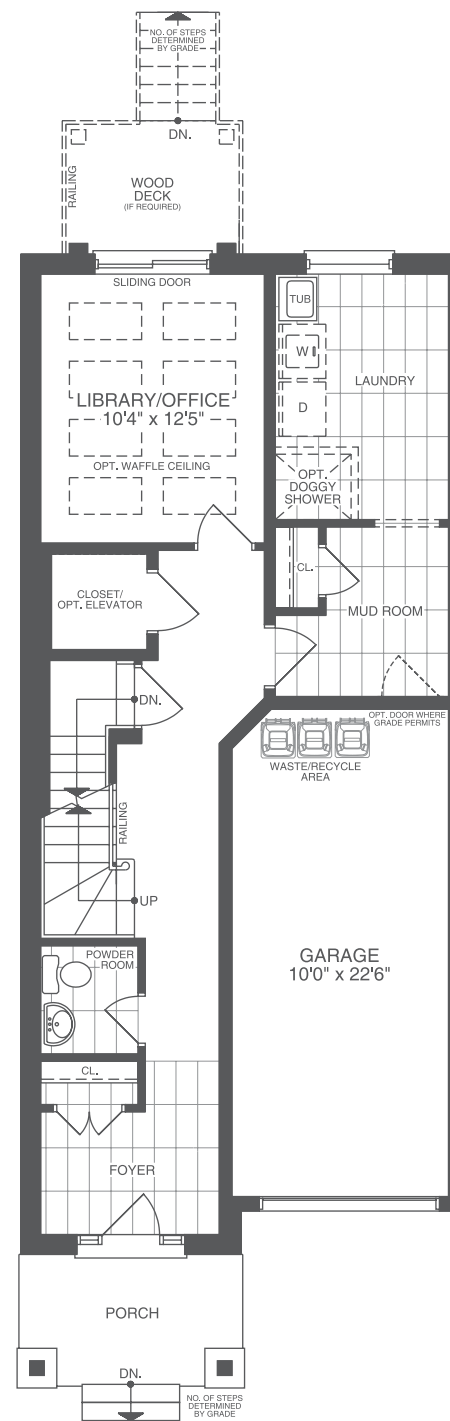 NO. OF STEPS
DETERMINED
BY GRADE
DN.
RAILING
WOOD
DECK
(IF REQUIRED)
SLIDING DOOR
TUB
W
LAUNDRY
LIBRARY/OFFICE
10'4" x 12'5"
D
OPT. WAFFLE CEILING
OPT.
DOGGY
SHOWER
CL.
CLOSET/
OPT. ELEVATOR
MUD ROOM
DN.
OPT. DOOR WHERE
GRADE PERMITS
WASTE/RECYCLE
AREA
RAILING
UP
POWDER
ROOM
GARAGE
10'0" x 22'6"
CL.
FOYER
PORCH
DN.
NO. OF STEPS
DETERMINED
BY GRADE